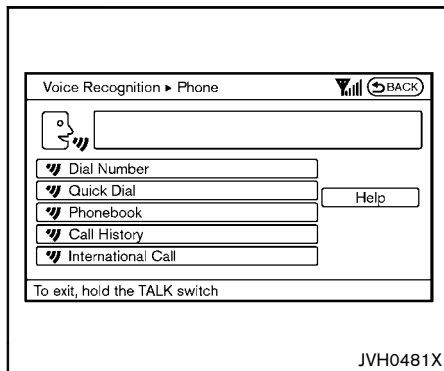 Voice Recognition ▸ Phone
BACK
Dial Number
Quick Dial
Phonebook
Call History
International Call
Help
To exit, hold the TALK switch
JVH0481X